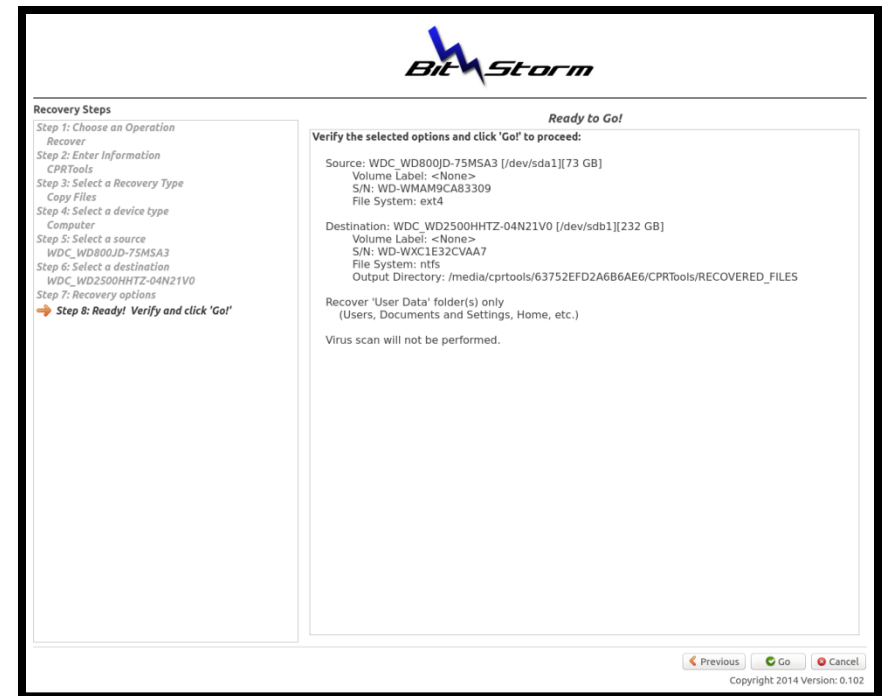 Bit Storm
Recovery Steps
Step 1: Choose an Operation
Recover
Step 2: Enter Information
CPRTools
Step 3: Select a Recovery Type
Copy Files
Step 4: Select a device type
Computer
Step 5: Select a source
WDC_WD800JD-75MSA3
Step 6: Select a destination
WDC_WD2500HHTZ-04N21V0
Step 7: Recovery options
Step 8: Ready! Verify and click 'Go!'
Ready to Go!
Verify the selected options and click 'Go!' to proceed:
Source: WDC_WD800JD-75MSA3 [/dev/sda1][73 GB]
Volume Label: <None>
S/N: WD-WMAM9CA83309
File System: ext4
Destination: WDC_WD2500HHTZ-04N21V0 [/dev/sdb1][232 GB]
Volume Label: <None>
S/N: WD-WXC1E32CVAA7
File System: ntfs
Output Directory: /media/cprtools/63752EFD2A6B6AE6/CPRTools/RECOVERED_FILES
Recover 'User Data' folder(s) only
(Users, Documents and Settings, Home, etc.)
Virus scan will not be performed.
Previous
Go
Cancel
Copyright 2014 Version: 0.102